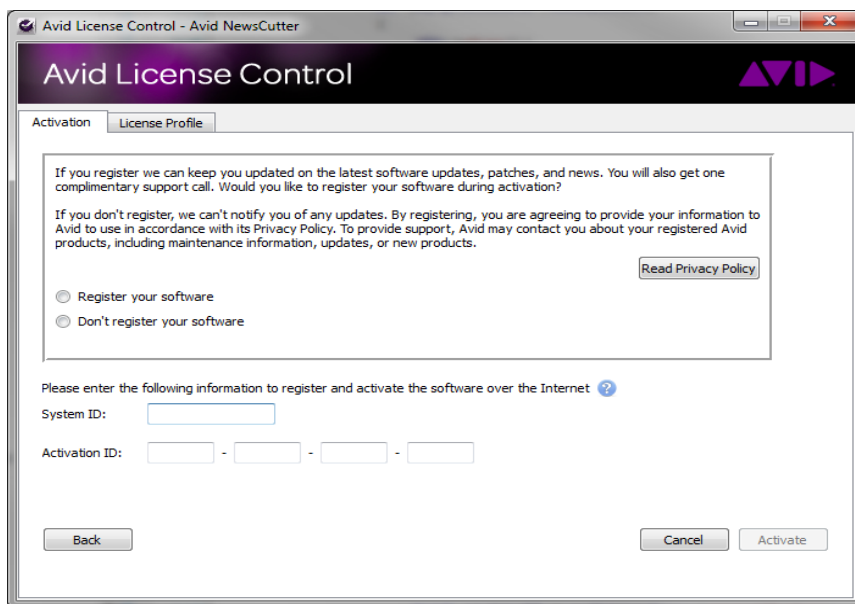 Avid License Control - Avid NewsCutter
Avid License Control
AVID
Activation
License Profile
If you register we can keep you updated on the latest software updates, patches, and news. You will also get one
complimentary support call. Would you like to register your software during activation?
If you don't register, we can't notify you of any updates. By registering, you are agreeing to provide your information to
Avid to use in accordance with its Privacy Policy. To provide support, Avid may contact you about your registered Avid
products, including maintenance information, updates, or new products.
Read Privacy Policy
Register your software
Don't register your software
Please enter the following information to register and activate the software over the Internet ?
System ID:
Activation ID: - - -
Back
Cancel
Activate